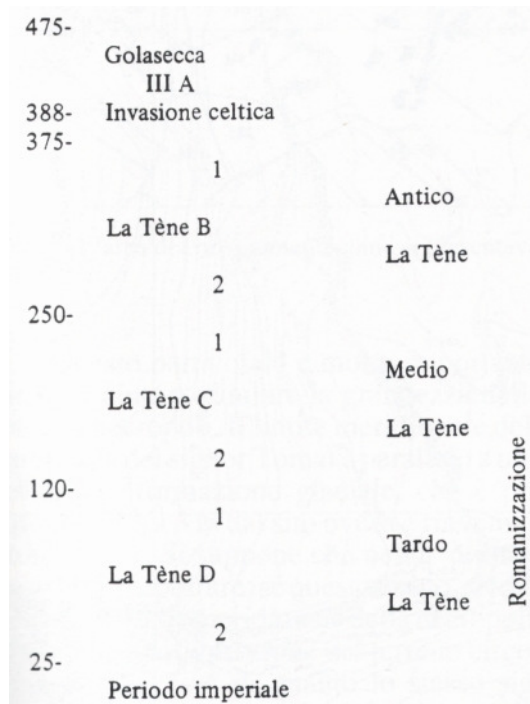 475-
Golasecca
III A
388- Invasione celtica
375-
1
Antico
La Tène B
La Tène
2
250-
1
Medio
La Tène C
La Tène
2
120-
1
Tardo
La Tène D
La Tène
2
25-
Periodo imperiale
Romanizzazione